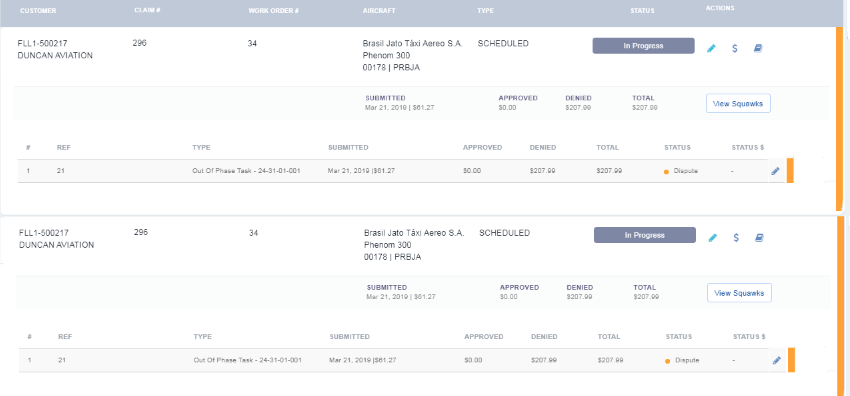 CUSTOMER CLAIM # WORK ORDER # AIRCRAFT TYPE STATUS ACTIONS
FLL1-500217 296 34 Brasil Jato Táxi Aereo S.A. SCHEDULED In Progress $
DUNCAN AVIATION Phenom 300
00178 | PRBJA
SUBMITTED APPROVED DENIED TOTAL View Squawks
Mar 21, 2019 | $61.27 $0.00 $207.99 $207.99
# REF TYPE SUBMITTED APPROVED DENIED TOTAL STATUS STATUS $
1 21 Out Of Phase Task - 24-31-01-001 Mar 21, 2019 |$61.27 $0.00 $207.99 $207.99 Dispute -
FLL1-500217 296 34 Brasil Jato Táxi Aereo S.A. SCHEDULED In Progress $
DUNCAN AVIATION Phenom 300
00178 | PRBJA
SUBMITTED APPROVED DENIED TOTAL View Squawks
Mar 21, 2019 | $61.27 $0.00 $207.99 $207.99
# REF TYPE SUBMITTED APPROVED DENIED TOTAL STATUS STATUS $
1 21 Out Of Phase Task - 24-31-01-001 Mar 21, 2019 |$61.27 $0.00 $207.99 $207.99 Dispute -